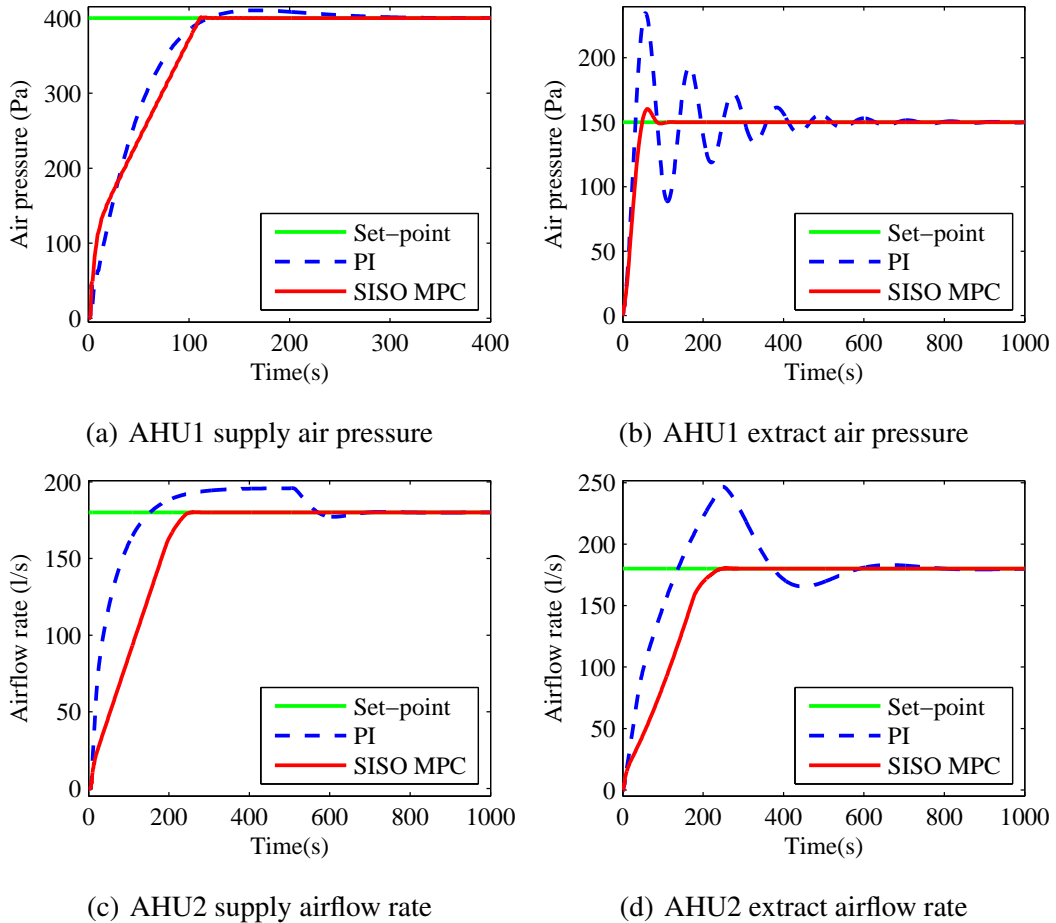 400
300
200
100
0
Air pressure (Pa)
Set−point
PI
SISO MPC
0 100 200 300 400
Time(s)
(a) AHU1 supply air pressure
200
150
100
50
0
Air pressure (Pa)
Set−point
PI
SISO MPC
0 200 400 600 800 1000
Time(s)
(b) AHU1 extract air pressure
200
150
100
50
0
Airflow rate (l/s)
Set−point
PI
SISO MPC
0 200 400 600 800 1000
Time(s)
(c) AHU2 supply airflow rate
250
200
150
100
50
0
Airflow rate (l/s)
Set−point
PI
SISO MPC
0 200 400 600 800 1000
Time(s)
(d) AHU2 extract airflow rate